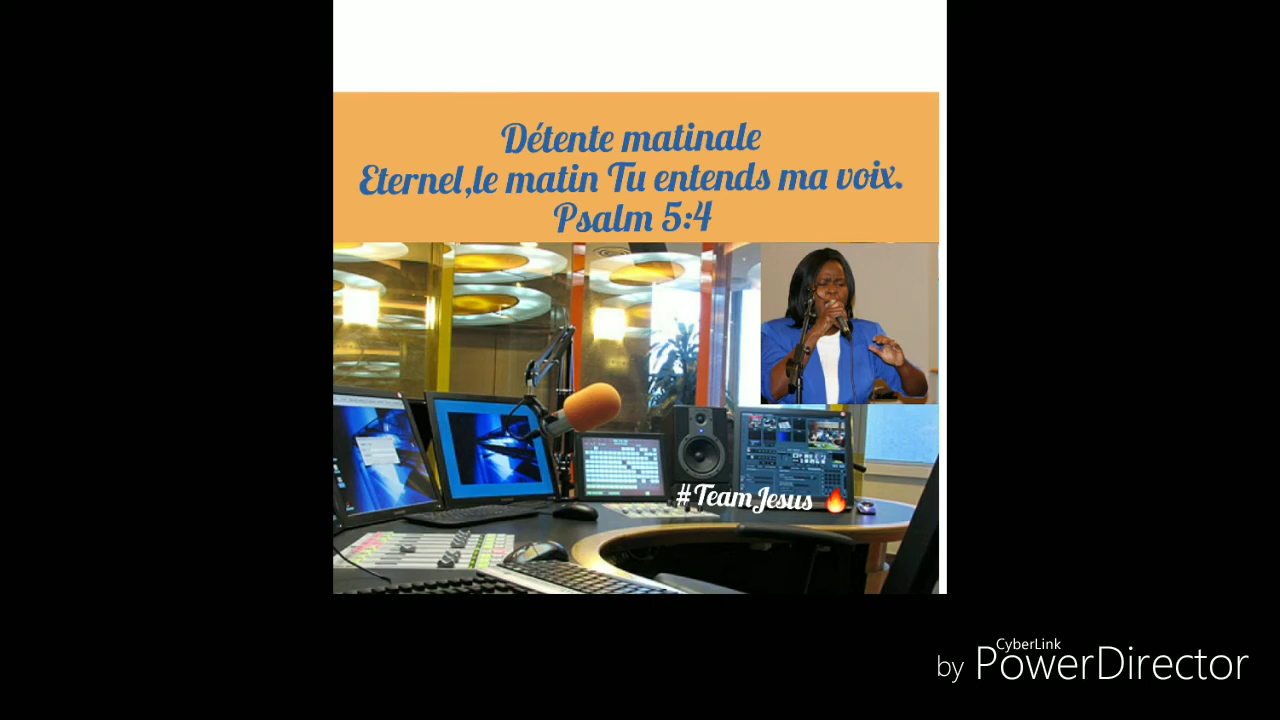 Détente matinale
Eternel,le matin Tu entends ma voix.
Psalm 5:4
#TeamJesus 🔥
CyberLink
by PowerDirector